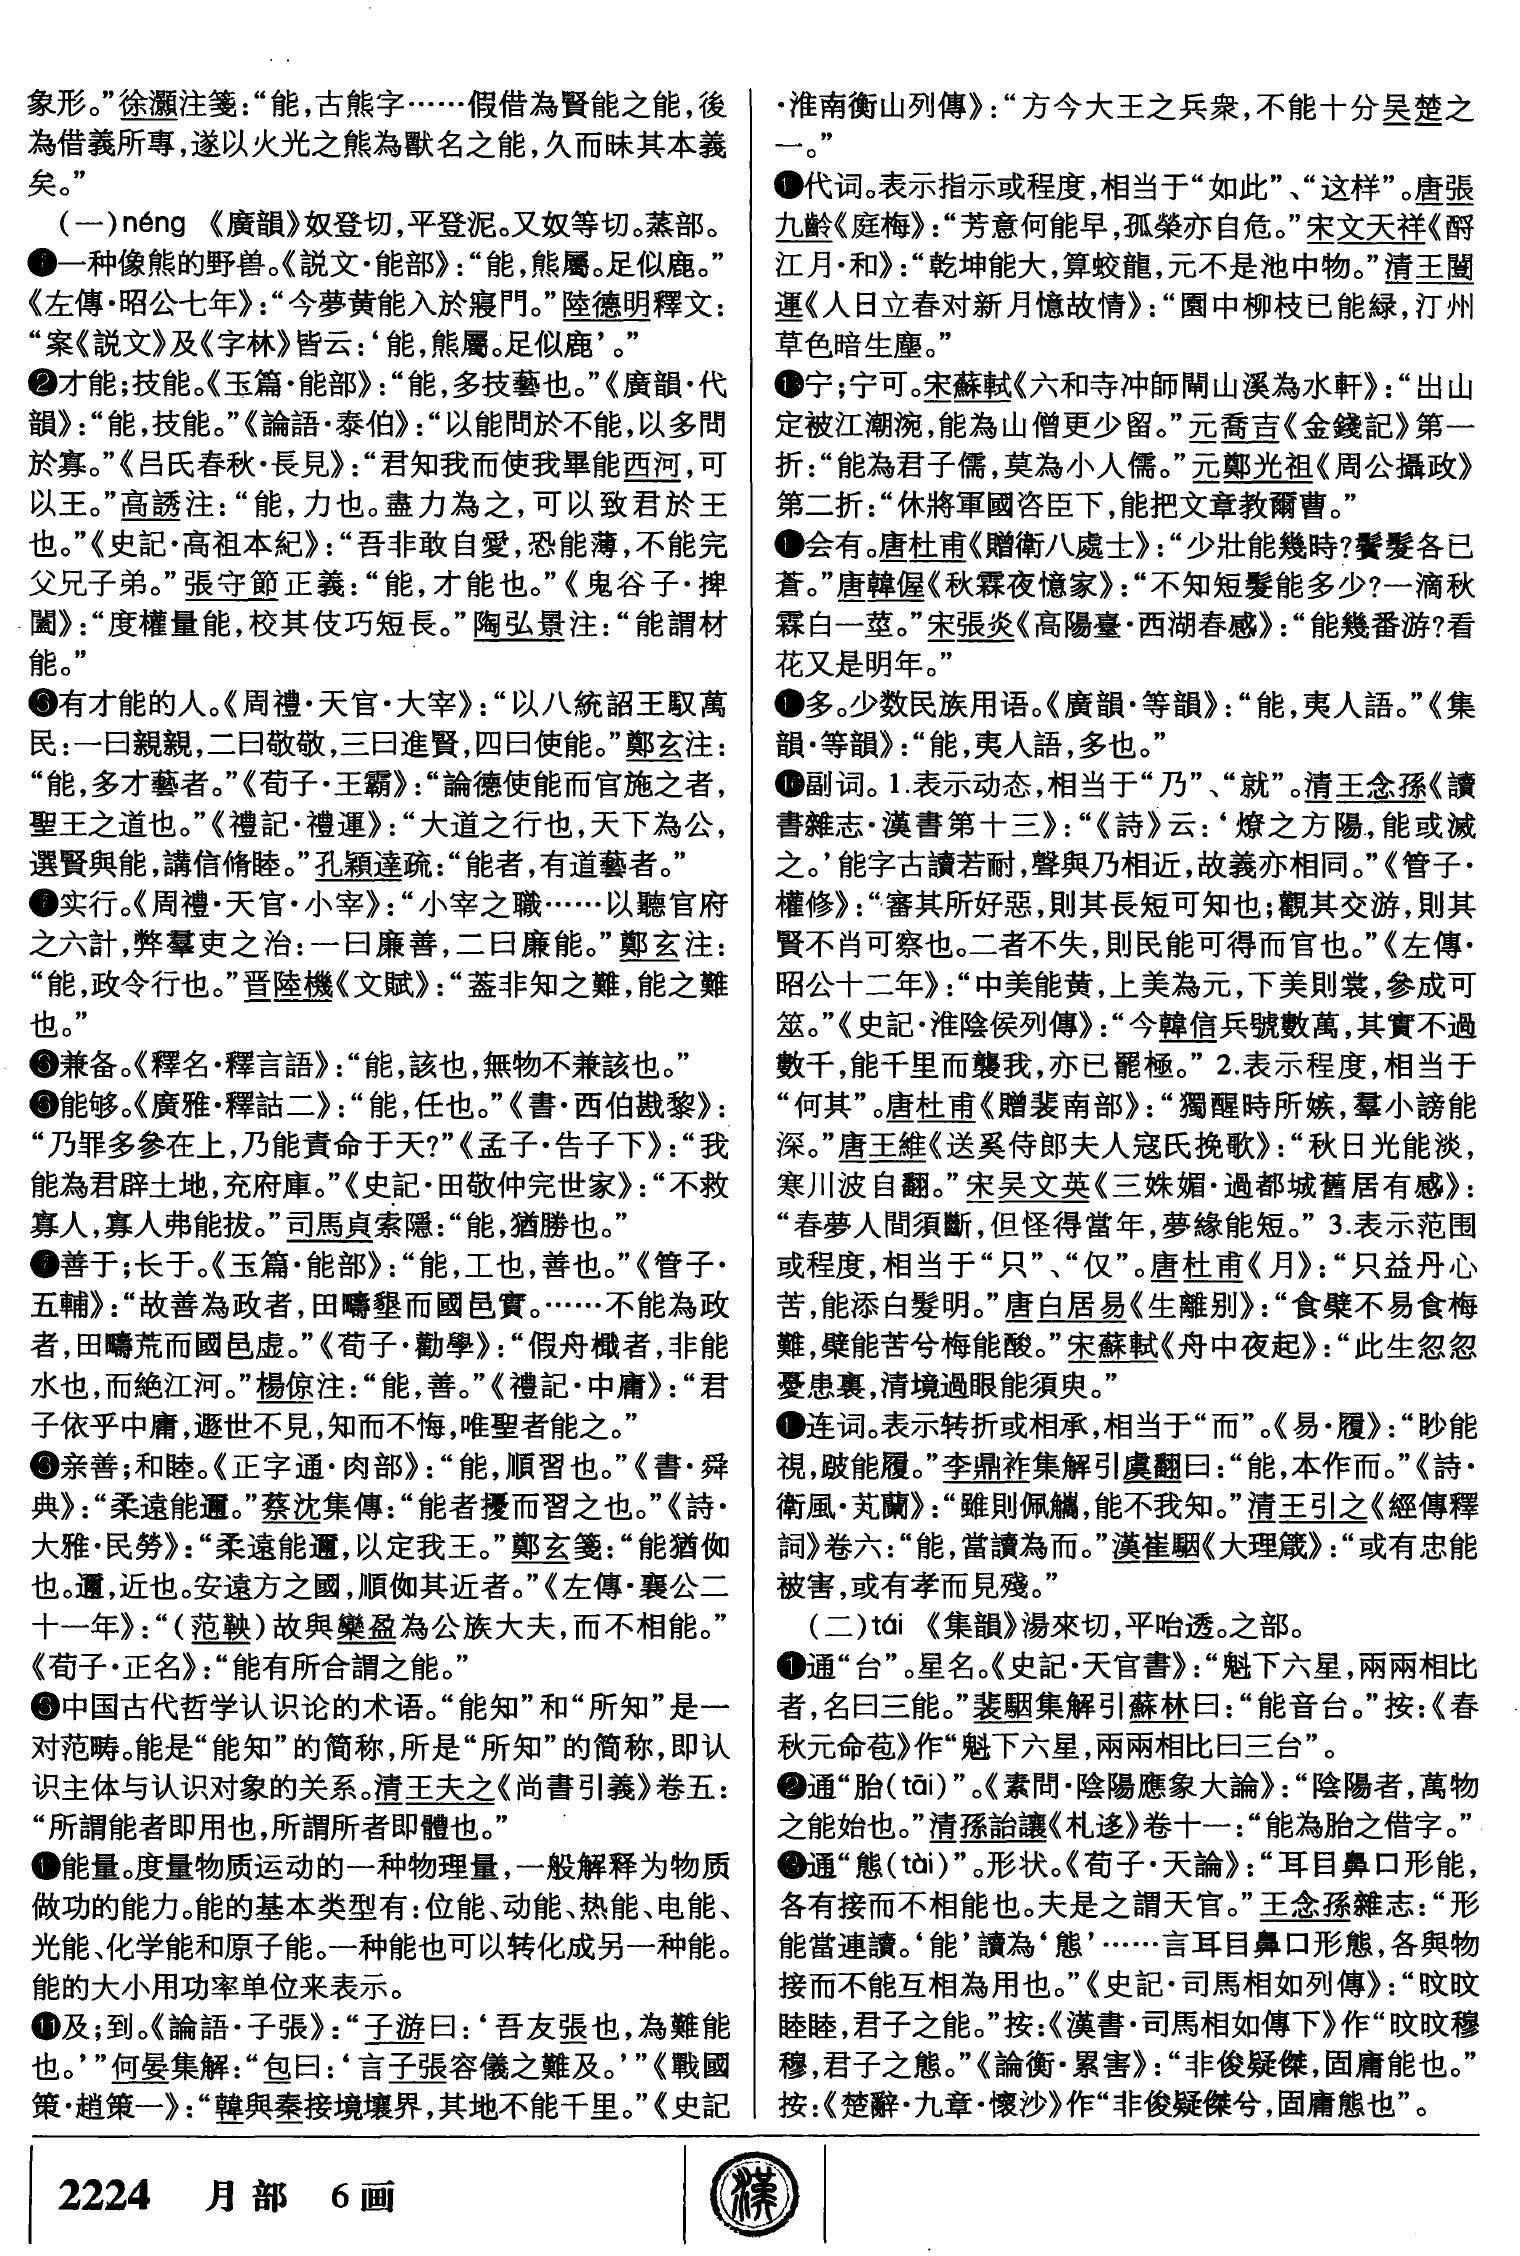 象形。”徐灝注箋：“能，古熊字……假借為賢能之能，後
為借義所專，遂以火光之熊為獸名之能，久而昧其本義
矣。”
（一）néng 《廣韻》奴登切，平登泥。又奴等切。蒸部。
❶一种像熊的野兽。《説文·能部》：“能，熊屬。足似鹿。”
《左傳·昭公七年》：“今夢黄能入於寢門。”陸德明釋文：
“案《説文》及《字林》皆云：‘能，熊屬。足似鹿’。”
❷才能；技能。《玉篇·能部》：“能，多技藝也。”《廣韻·代
韻》：“能，技能。”《論語·泰伯》：“以能問於不能，以多問
於寡。”《吕氏春秋·長見》：“君知我而使我畢能西河，可
以王。”高誘注：“能，力也。盡力為之，可以致君於王
也。”《史記·高祖本紀》：“吾非敢自愛，恐能薄，不能完
父兄子弟。”張守節正義：“能，才能也。”《鬼谷子·捭
闔》：“度權量能，校其伎巧短長。”陶弘景注：“能謂材
能。”
❸有才能的人。《周禮·天官·大宰》：“以八統詔王馭萬
民：一曰親親，二曰敬敬，三曰進賢，四曰使能。”鄭玄注：
“能，多才藝者。”《荀子·王霸》：“論德使能而官施之者，
聖王之道也。”《禮記·禮運》：“大道之行也，天下為公，
選賢與能，講信脩睦。”孔穎達疏：“能者，有道藝者。”
❹实行。《周禮·天官·小宰》：“小宰之職……以聽官府
之六計，弊羣吏之治：一曰廉善，二曰廉能。”鄭玄注：
“能，政令行也。”晋陸機《文賦》：“蓋非知之難，能之難
也。”
❺兼备。《釋名·釋言語》：“能，該也，無物不兼該也。”
❻能够。《廣雅·釋詁二》：“能，任也。”《書·西伯戡黎》：
“乃罪多參在上，乃能責命于天？”《孟子·告子下》：“我
能為君辟土地，充府庫。”《史記·田敬仲完世家》：“不救
寡人，寡人弗能拔。”司馬貞索隱：“能，猶勝也。”
❼善于；长于。《玉篇·能部》：“能，工也，善也。”《管子·
五輔》：“故善為政者，田疇墾而國邑實。……不能為政
者，田疇荒而國邑虚。”《荀子·勸學》：“假舟檝者，非能
水也，而絶江河。”楊倞注：“能，善。”《禮記·中庸》：“君
子依乎中庸，遯世不見，知而不悔，唯聖者能之。”
❽亲善；和睦。《正字通·肉部》：“能，順習也。”《書·舜
典》：“柔遠能邇。”蔡沈集傳：“能者擾而習之也。”《詩·
大雅·民勞》：“柔遠能邇，以定我王。”鄭玄箋：“能猶伽
也。邇，近也。安遠方之國，順伽其近者。”《左傳·襄公二
十一年》：“（范鞅）故與欒盈為公族大夫，而不相能。”
《荀子·正名》：“能有所合謂之能。”
❾中国古代哲学认识论的术语。“能知”和“所知”是一
对范畴。能是“能知”的简称，所是“所知”的简称，即认
识主体与认识对象的关系。清王夫之《尚書引義》卷五：
“所謂能者即用也，所謂所者即體也。”
❿能量。度量物质运动的一种物理量，一般解释为物质
做功的能力。能的基本类型有：位能、动能、热能、电能、
光能、化学能和原子能。一种能也可以转化成另一种能。
能的大小用功率单位来表示。
⓫及；到。《論語·子張》：“子游曰：‘吾友張也，為難能
也。’”何晏集解：“包曰：‘言子張容儀之難及。’”《戰國
策·趙策一》：“韓與秦接境壤界，其地不能千里。”《史記
·淮南衡山列傳》：“方今大王之兵衆，不能十分吴楚之
一。”
⓬代词。表示指示或程度，相当于“如此”、“这样”。唐張
九齡《庭梅》：“芳意何能早，孤榮亦自危。”宋文天祥《酹
江月·和》：“乾坤能大，算蛟龍，元不是池中物。”清王闓
運《人日立春对新月憶故情》：“園中柳枝已能緑，汀州
草色暗生塵。”
⓭宁；宁可。宋蘇軾《六和寺冲師閘山溪為水軒》：“出山
定被江潮涴，能為山僧更少留。”元喬吉《金錢記》第一
折：“能為君子儒，莫為小人儒。”元鄭光祖《周公攝政》
第二折：“休將軍國咨臣下，能把文章教爾曹。”
⓮会有。唐杜甫《贈衛八處士》：“少壯能幾時？鬢髮各已
蒼。”唐韓偓《秋霖夜憶家》：“不知短髮能多少？一滴秋
霖白一莖。”宋張炎《高陽臺·西湖春感》：“能幾番游？看
花又是明年。”
⓯多。少数民族用语。《廣韻·等韻》：“能，夷人語。”《集
韻·等韻》：“能，夷人語，多也。”
⓰副词。1.表示动态，相当于“乃”、“就”。清王念孫《讀
書雜志·漢書第十三》：“《詩》云：‘燎之方陽，能或滅
之。’能字古讀若耐，聲與乃相近，故義亦相同。”《管子·
權修》：“審其所好惡，則其長短可知也；觀其交游，則其
賢不肖可察也。二者不失，則民能可得而官也。”《左傳·
昭公十二年》：“中美能黄，上美為元，下美則裳，參成可
筮。”《史記·淮陰侯列傳》：“今韓信兵號數萬，其實不過
數千，能千里而襲我，亦已罷極。”2.表示程度，相当于
“何其”。唐杜甫《贈裴南部》：“獨醒時所嫉，羣小謗能
深。”唐王維《送奚侍郎夫人寇氏挽歌》：“秋日光能淡，
寒川波自翻。”宋吴文英《三姝媚·過都城舊居有感》：
“春夢人間須斷，但怪得當年，夢緣能短。”3.表示范围
或程度，相当于“只”、“仅”。唐杜甫《月》：“只益丹心
苦，能添白髮明。”唐白居易《生離别》：“食檗不易食梅
難，檗能苦兮梅能酸。”宋蘇軾《舟中夜起》：“此生忽忽
憂患裏，清境過眼能須臾。”
⓱连词。表示转折或相承，相当于“而”。《易·履》：“眇能
視，跛能履。”李鼎祚集解引虞翻曰：“能，本作而。”《詩·
衛風·芄蘭》：“雖則佩觿，能不我知。”清王引之《經傳釋
詞》卷六：“能，當讀為而。”漢崔駰《大理箴》：“或有忠能
被害，或有孝而見殘。”
（二）tái 《集韻》湯來切，平咍透。之部。
❶通“台”。星名。《史記·天官書》：“魁下六星，兩兩相比
者，名曰三能。”裴駰集解引蘇林曰：“能音台。”按：《春
秋元命苞》作“魁下六星，兩兩相比曰三台”。
❷通“胎（tāi）”。《素問·陰陽應象大論》：“陰陽者，萬物
之能始也。”清孫詒讓《札迻》卷十一：“能為胎之借字。”
❸通“態（tài）”。形状。《荀子·天論》：“耳目鼻口形能，
各有接而不相能也。夫是之謂天官。”王念孫雜志：“形
能當連讀。‘能’讀為‘態’……言耳目鼻口形態，各與物
接而不能互相為用也。”《史記·司馬相如列傳》：“旼旼
睦睦，君子之能。”按：《漢書·司馬相如傳下》作“旼旼穆
穆，君子之態。”《論衡·累害》：“非俊疑傑，固庸能也。”
按：《楚辭·九章·懷沙》作“非俊疑傑兮，固庸態也”。
2224 月部 6画
漢